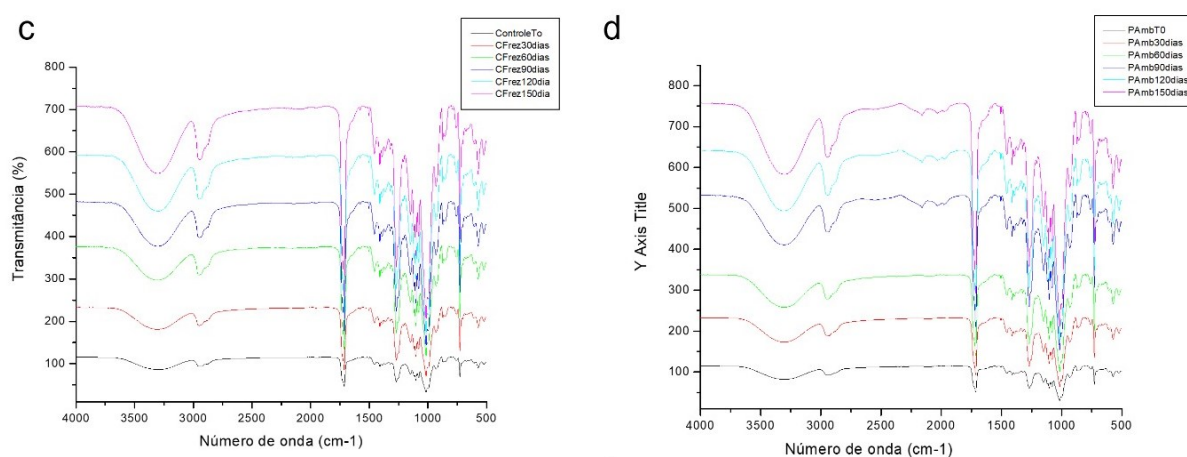 c
ControleTo
CFrez30dias
CFrez60dias
CFrez90dias
CFrez120dia
CFrez150dia
800
700
600
500
400
300
200
100
Transmitância (%)
4000 3500 3000 2500 2000 1500 1000 500
Número de onda (cm-1)
d
PAmbT0
PAmb30dias
PAmb60dias
PAmb90dias
PAmb120dias
PAmb150dias
800
700
600
500
400
300
200
100
Y Axis Title
4000 3500 3000 2500 2000 1500 1000 500
Número de onda (cm-1)